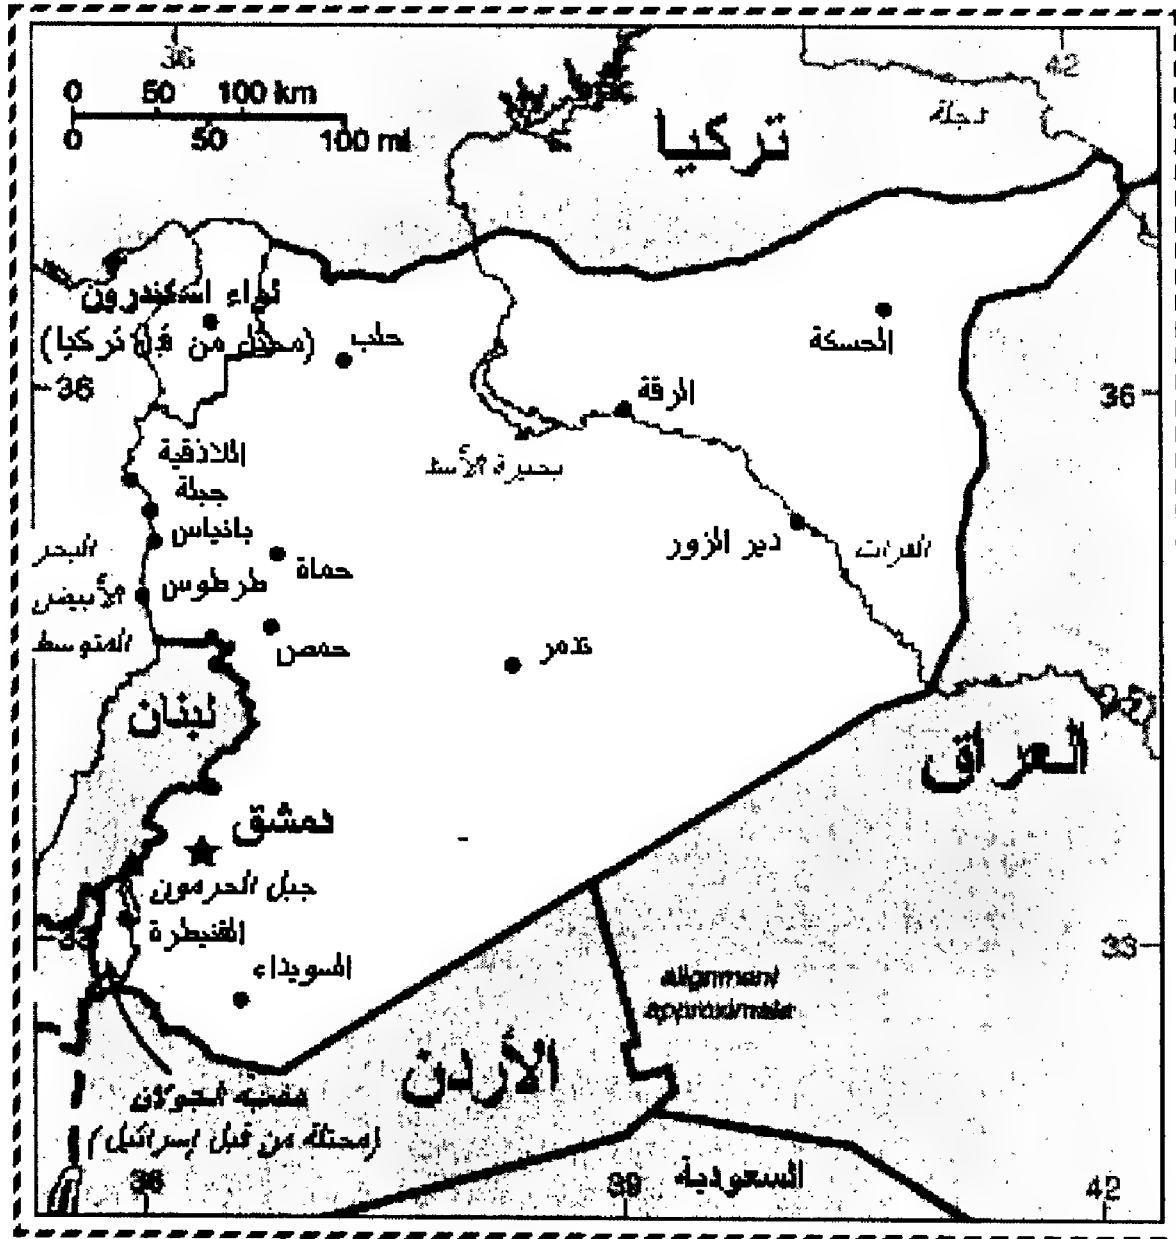 36
42
0 50 100 km
0 50 100 mi
تركيا
دجلة
لواء اسكندرون
(محتل من قبل تركيا)
حلب
الحسكة
36
36
الرقة
بحيرة الأسد
اللاذقية
جبلة
بانياس
البحر
الأبيض
المتوسط
حماة
طرطوس
دير الزور
الفرات
حمص
تدمر
لبنان
العراق
دمشق
جبل الحرمون
القنيطرة
33
33
السويداء
alignment
approximate
الأردن
هضبة الجولان
(محتلة من قبل إسرائيل)
السعودية
36
39
42